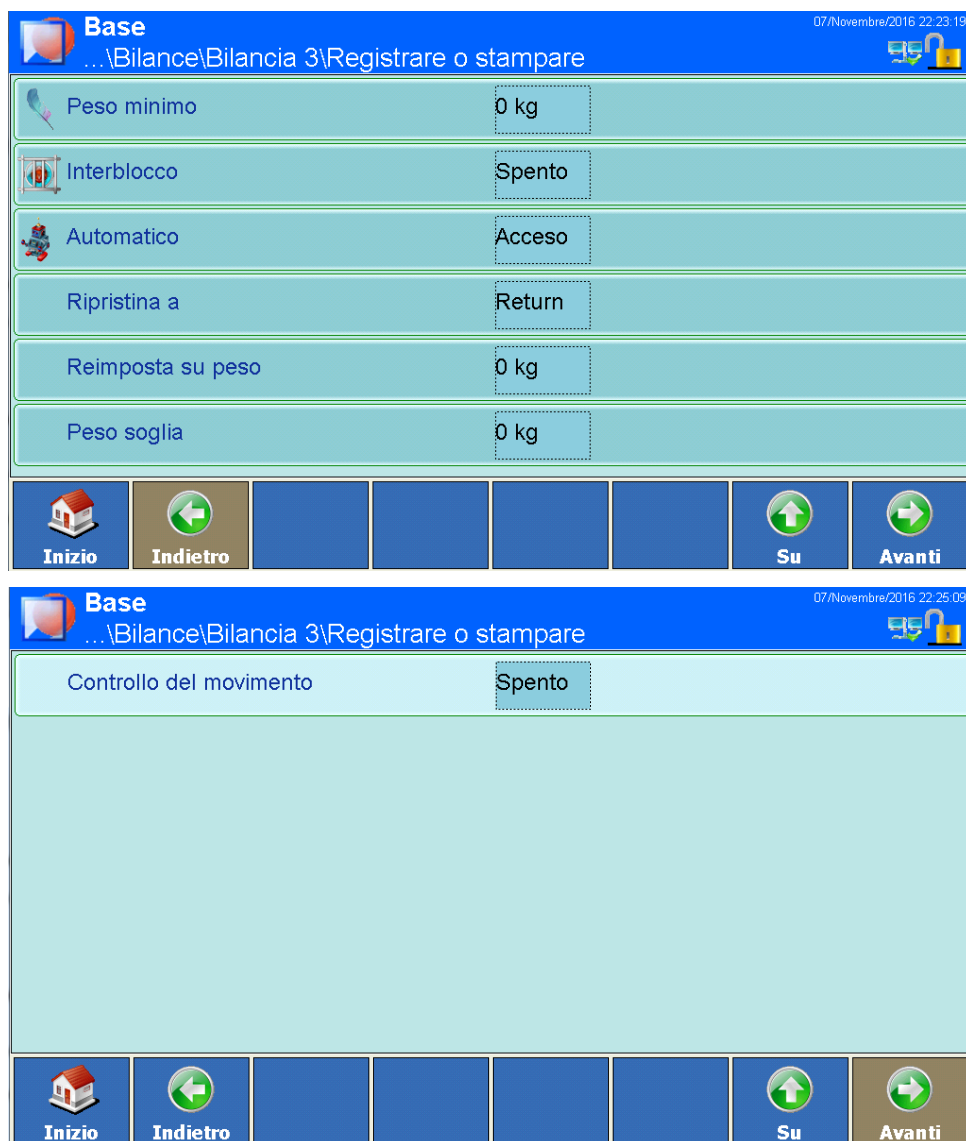 Base
07/Novembre/2016 22:23:19
...\Bilance\Bilancia 3\Registrare o stampare
Peso minimo 0 kg
Interblocco Spento
Automatico Acceso
Ripristina a Return
Reimposta su peso 0 kg
Peso soglia 0 kg
Inizio Indietro Su Avanti
Base
07/Novembre/2016 22:25:09
...\Bilance\Bilancia 3\Registrare o stampare
Controllo del movimento Spento
Inizio Indietro Su Avanti